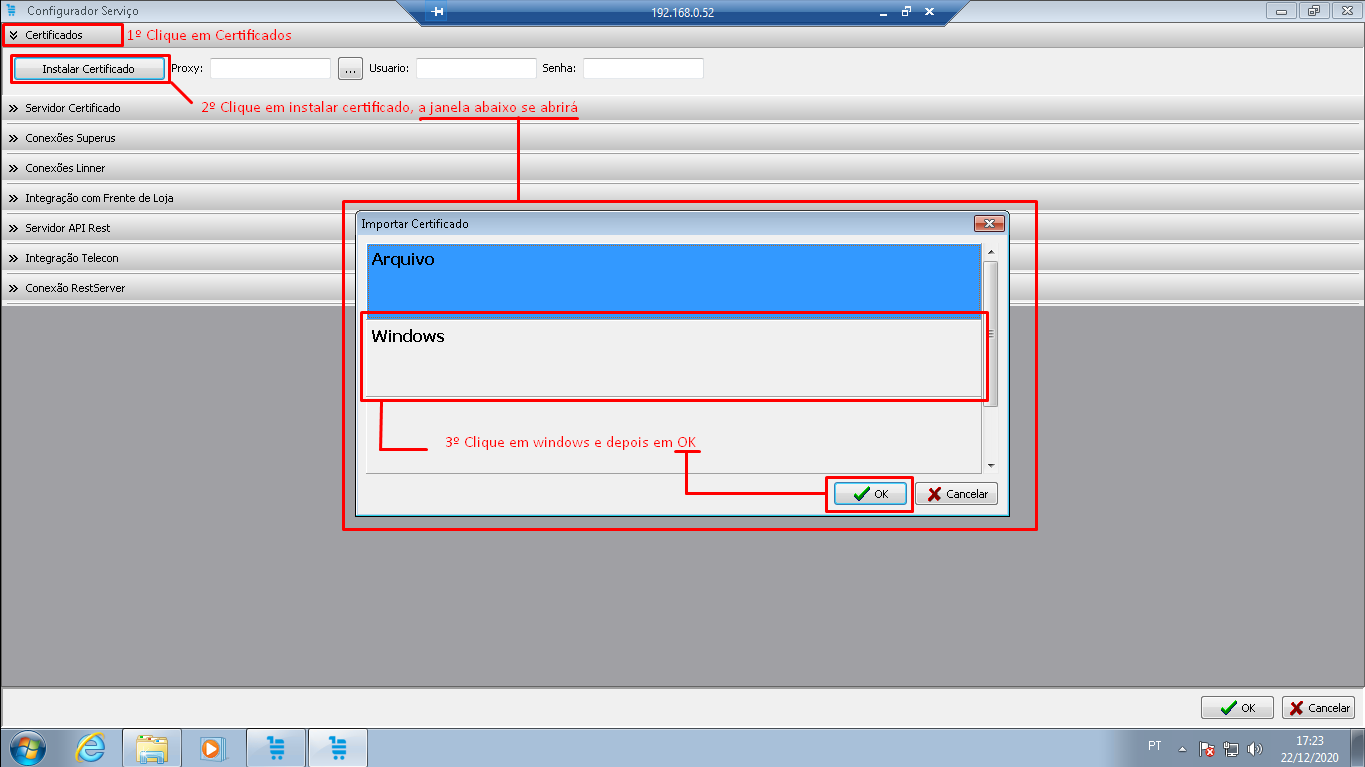 Configurador Serviço
192.168.0.52
Certificados
1º Clique em Certificados
Instalar Certificado
Proxy:
...
Usuario:
Senha:
Servidor Certificado
2º Clique em instalar certificado, a janela abaixo se abrirá
Conexões Superus
Conexões Linner
Integração com Frente de Loja
Servidor API Rest
Integração Telecon
Conexão RestServer
Importar Certificado
Arquivo
Windows
3º Clique em windows e depois em OK
OK
Cancelar
OK
Cancelar
PT
17:23
22/12/2020